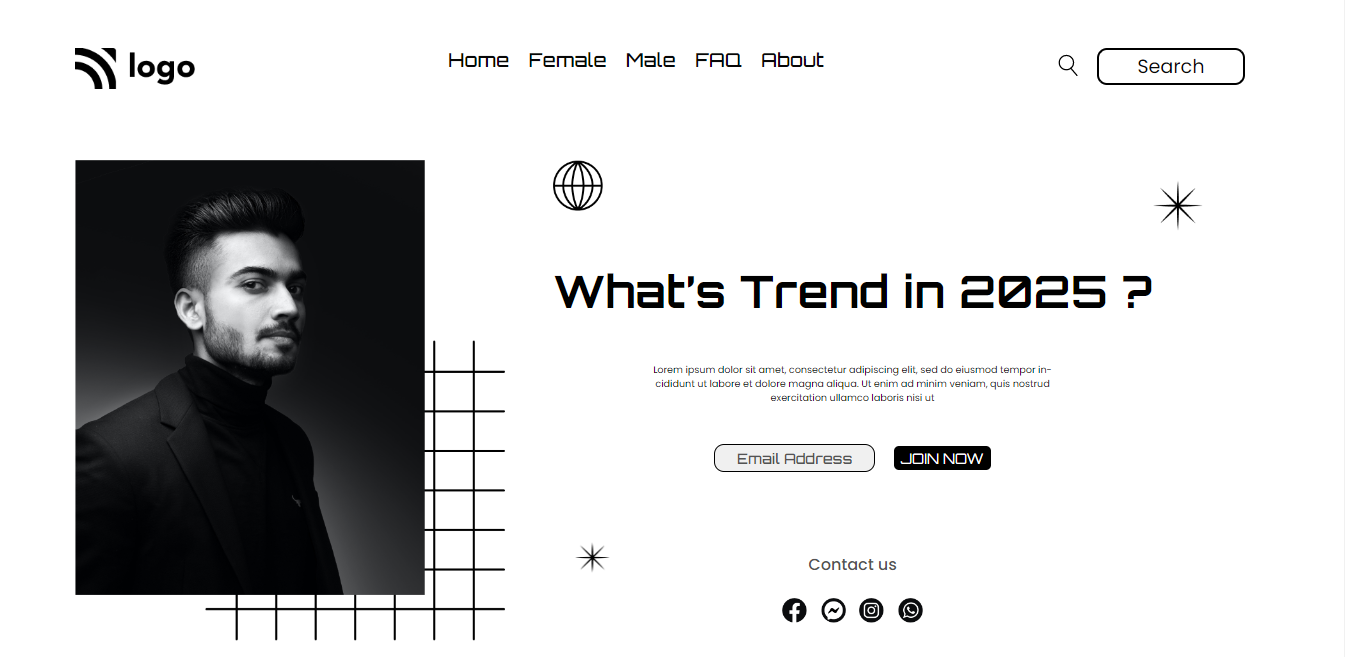 logo
Home Female Male FAQ About
Search
What's Trend in 2025 ?
Lorem ipsum dolor sit amet, consectetur adipiscing elit, sed do eiusmod tempor in-
cididunt ut labore et dolore magna aliqua. Ut enim ad minim veniam, quis nostrud
exercitation ullamco laboris nisi ut
Email Address
JOIN NOW
Contact us